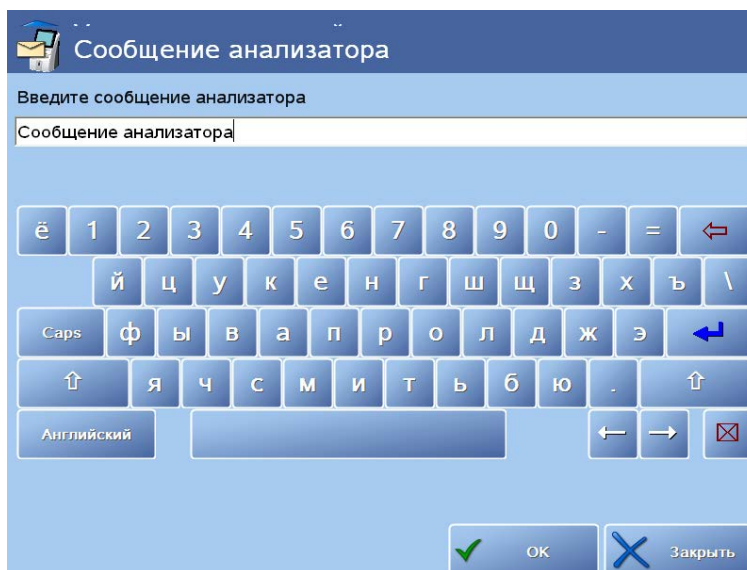 Сообщение анализатора
Введите сообщение анализатора
Сообщение анализатора
ё 1 2 3 4 5 6 7 8 9 0 - =
й ц у к е н г ш щ з х ъ \
Caps ф ы в а п р о л д ж э
я ч с м и т ь б ю .
Английский
ОК Закрыть